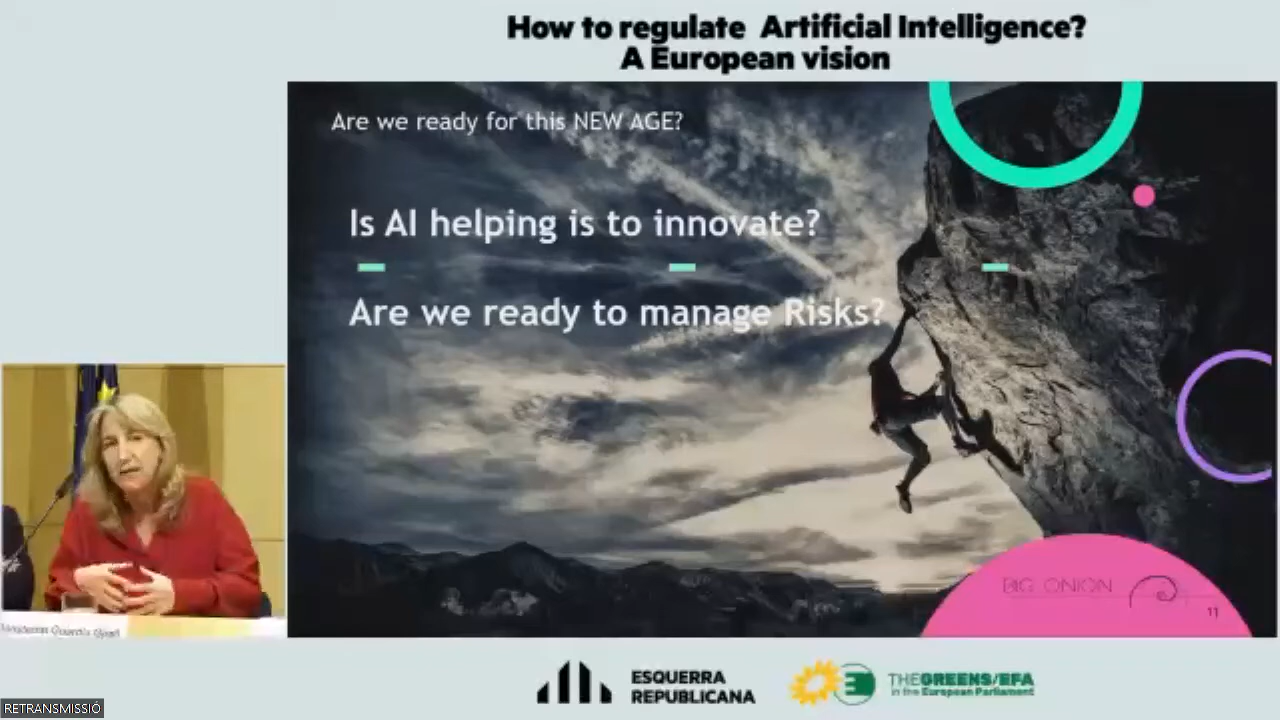 How to regulate Artificial Intelligence?
A European vision
Are we ready for this NEW AGE?
Is AI helping is to innovate?
Are we ready to manage Risks?
BIG ONION
11
ESQUERRA
REPUBLICANA
THE GREENS/EFA
in the European Parliament
RETRANSMISSIÓ